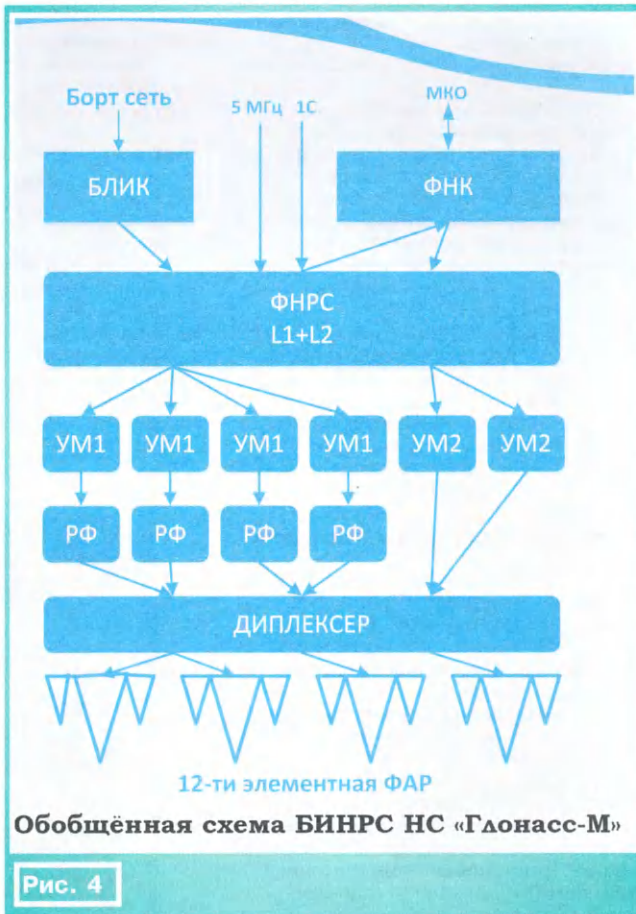 Борт сеть 5 МГц 1С МКО
БЛИК ФНК
ФНРС
L1+L2
УМ1 УМ1 УМ1 УМ1 УМ2 УМ2
РФ РФ РФ РФ
ДИПЛЕКСЕР
12-ти элементная ФАР
Обобщённая схема БИНРС НС «Глонасс-М»
Рис. 4